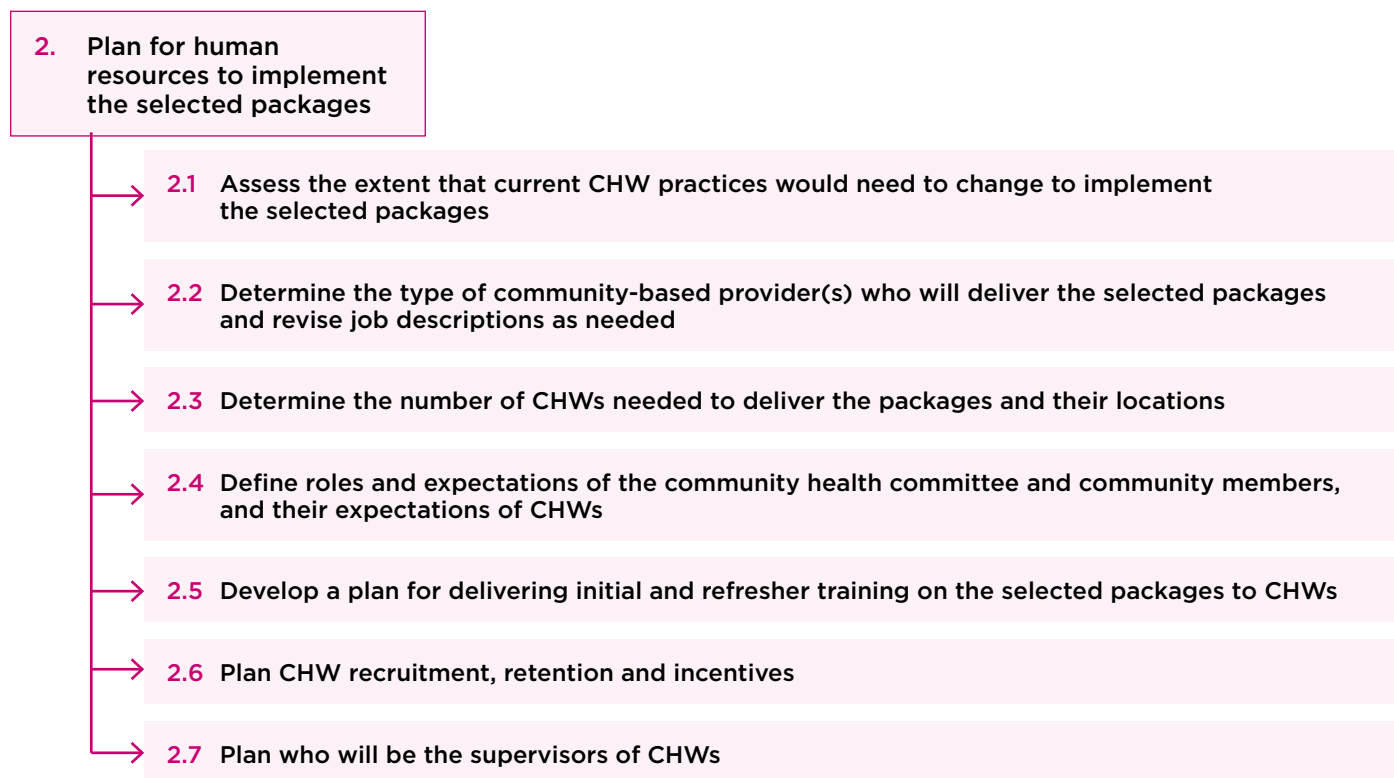 2. Plan for human
resources to implement
the selected packages
2.1 Assess the extent that current CHW practices would need to change to implement
the selected packages
2.2 Determine the type of community-based provider(s) who will deliver the selected packages
and revise job descriptions as needed
2.3 Determine the number of CHWs needed to deliver the packages and their locations
2.4 Define roles and expectations of the community health committee and community members,
and their expectations of CHWs
2.5 Develop a plan for delivering initial and refresher training on the selected packages to CHWs
2.6 Plan CHW recruitment, retention and incentives
2.7 Plan who will be the supervisors of CHWs